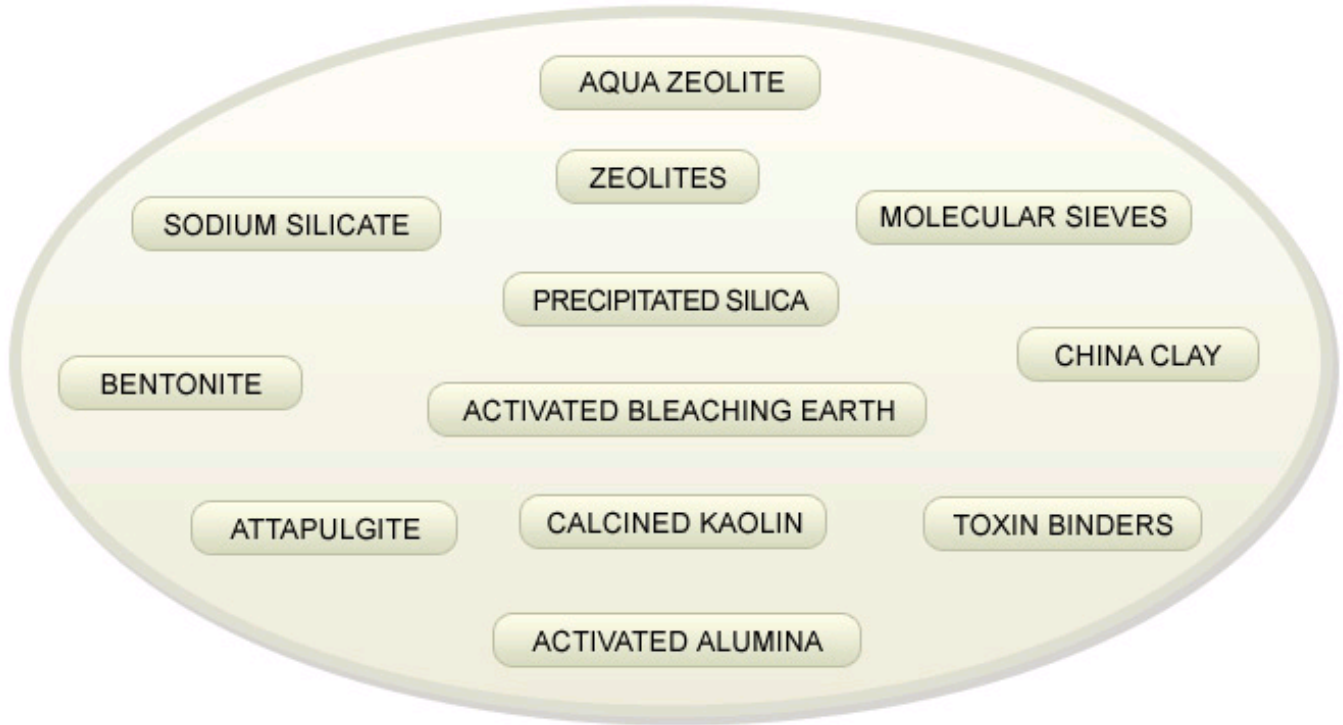 AQUA ZEOLITE
ZEOLITES
SODIUM SILICATE
MOLECULAR SIEVES
PRECIPITATED SILICA
CHINA CLAY
BENTONITE
ACTIVATED BLEACHING EARTH
ATTAPULGITE
CALCINED KAOLIN
TOXIN BINDERS
ACTIVATED ALUMINA